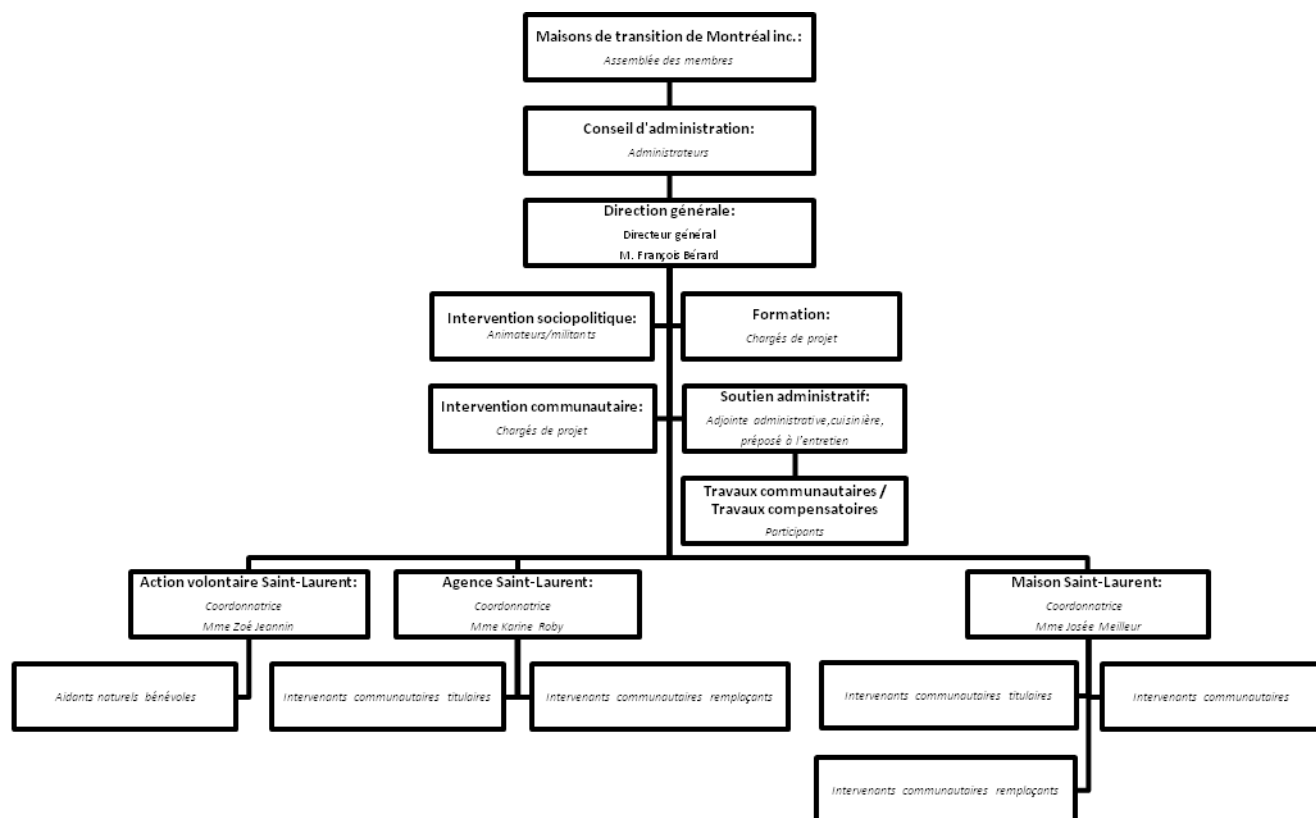 Maisons de transition de Montréal inc.:
Assemblée des membres
Conseil d'administration:
Administrateurs
Direction générale:
Directeur général
M. François Bérard
Intervention sociopolitique:
Animateurs/militants
Formation:
Chargés de projet
Intervention communautaire:
Chargés de projet
Soutien administratif:
Adjointe administrative,cuisinière,
préposé à l'entretien
Travaux communautaires /
Travaux compensatoires
Participants
Action volontaire Saint-Laurent:
Coordonnatrice
Mme Zoé Jeannin
Agence Saint-Laurent:
Coordonnatrice
Mme Karine Roby
Maison Saint-Laurent:
Coordonnatrice
Mme Josée Meilleur
Aidants naturels bénévoles
Intervenants communautaires titulaires
Intervenants communautaires remplaçants
Intervenants communautaires titulaires
Intervenants communautaires
Intervenants communautaires remplaçants